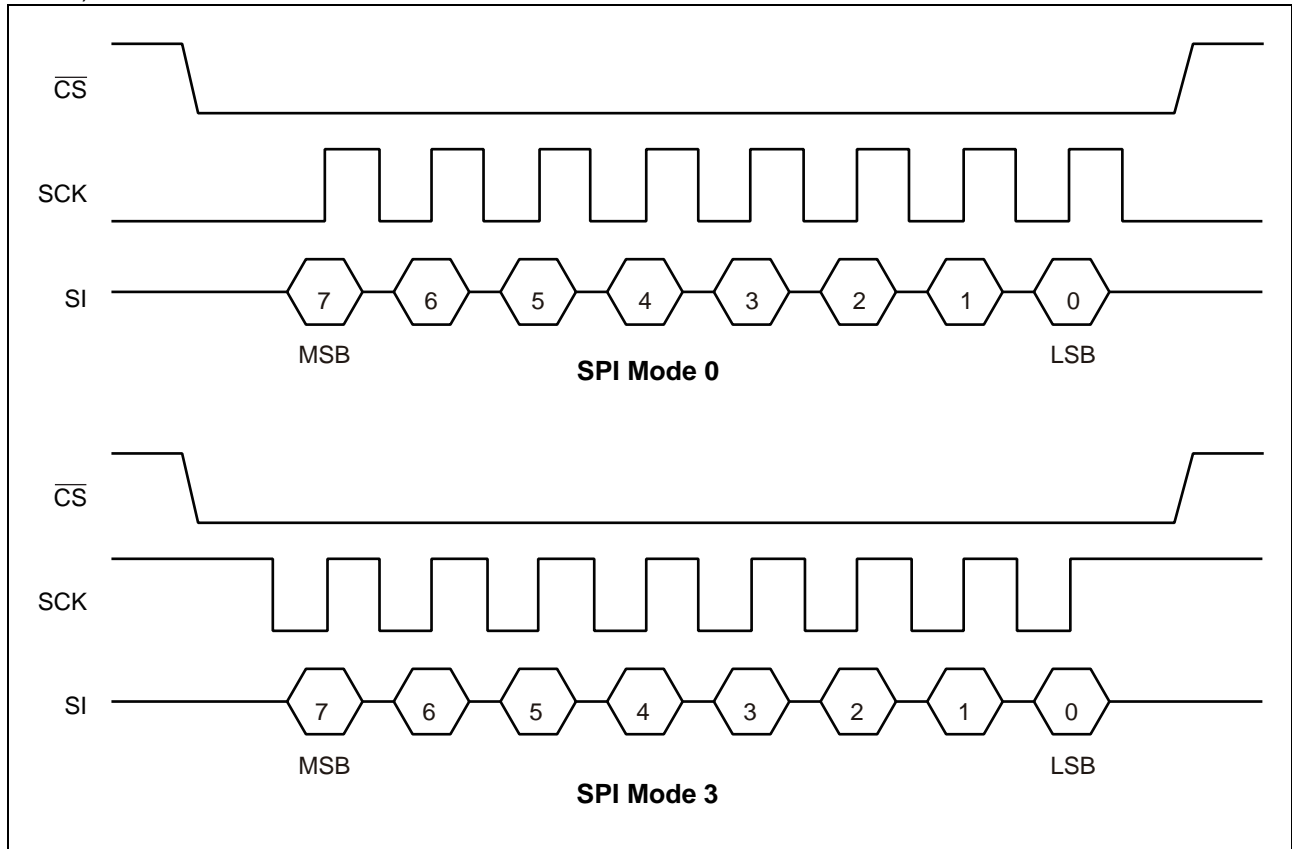 CS
SCK
SI
7 6 5 4 3 2 1 0
MSB LSB
SPI Mode 0
CS
SCK
SI
7 6 5 4 3 2 1 0
MSB LSB
SPI Mode 3